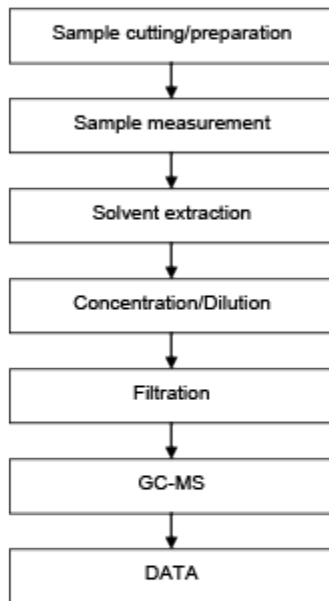 Sample cutting/preparation
Sample measurement
Solvent extraction
Concentration/Dilution
Filtration
GC-MS
DATA